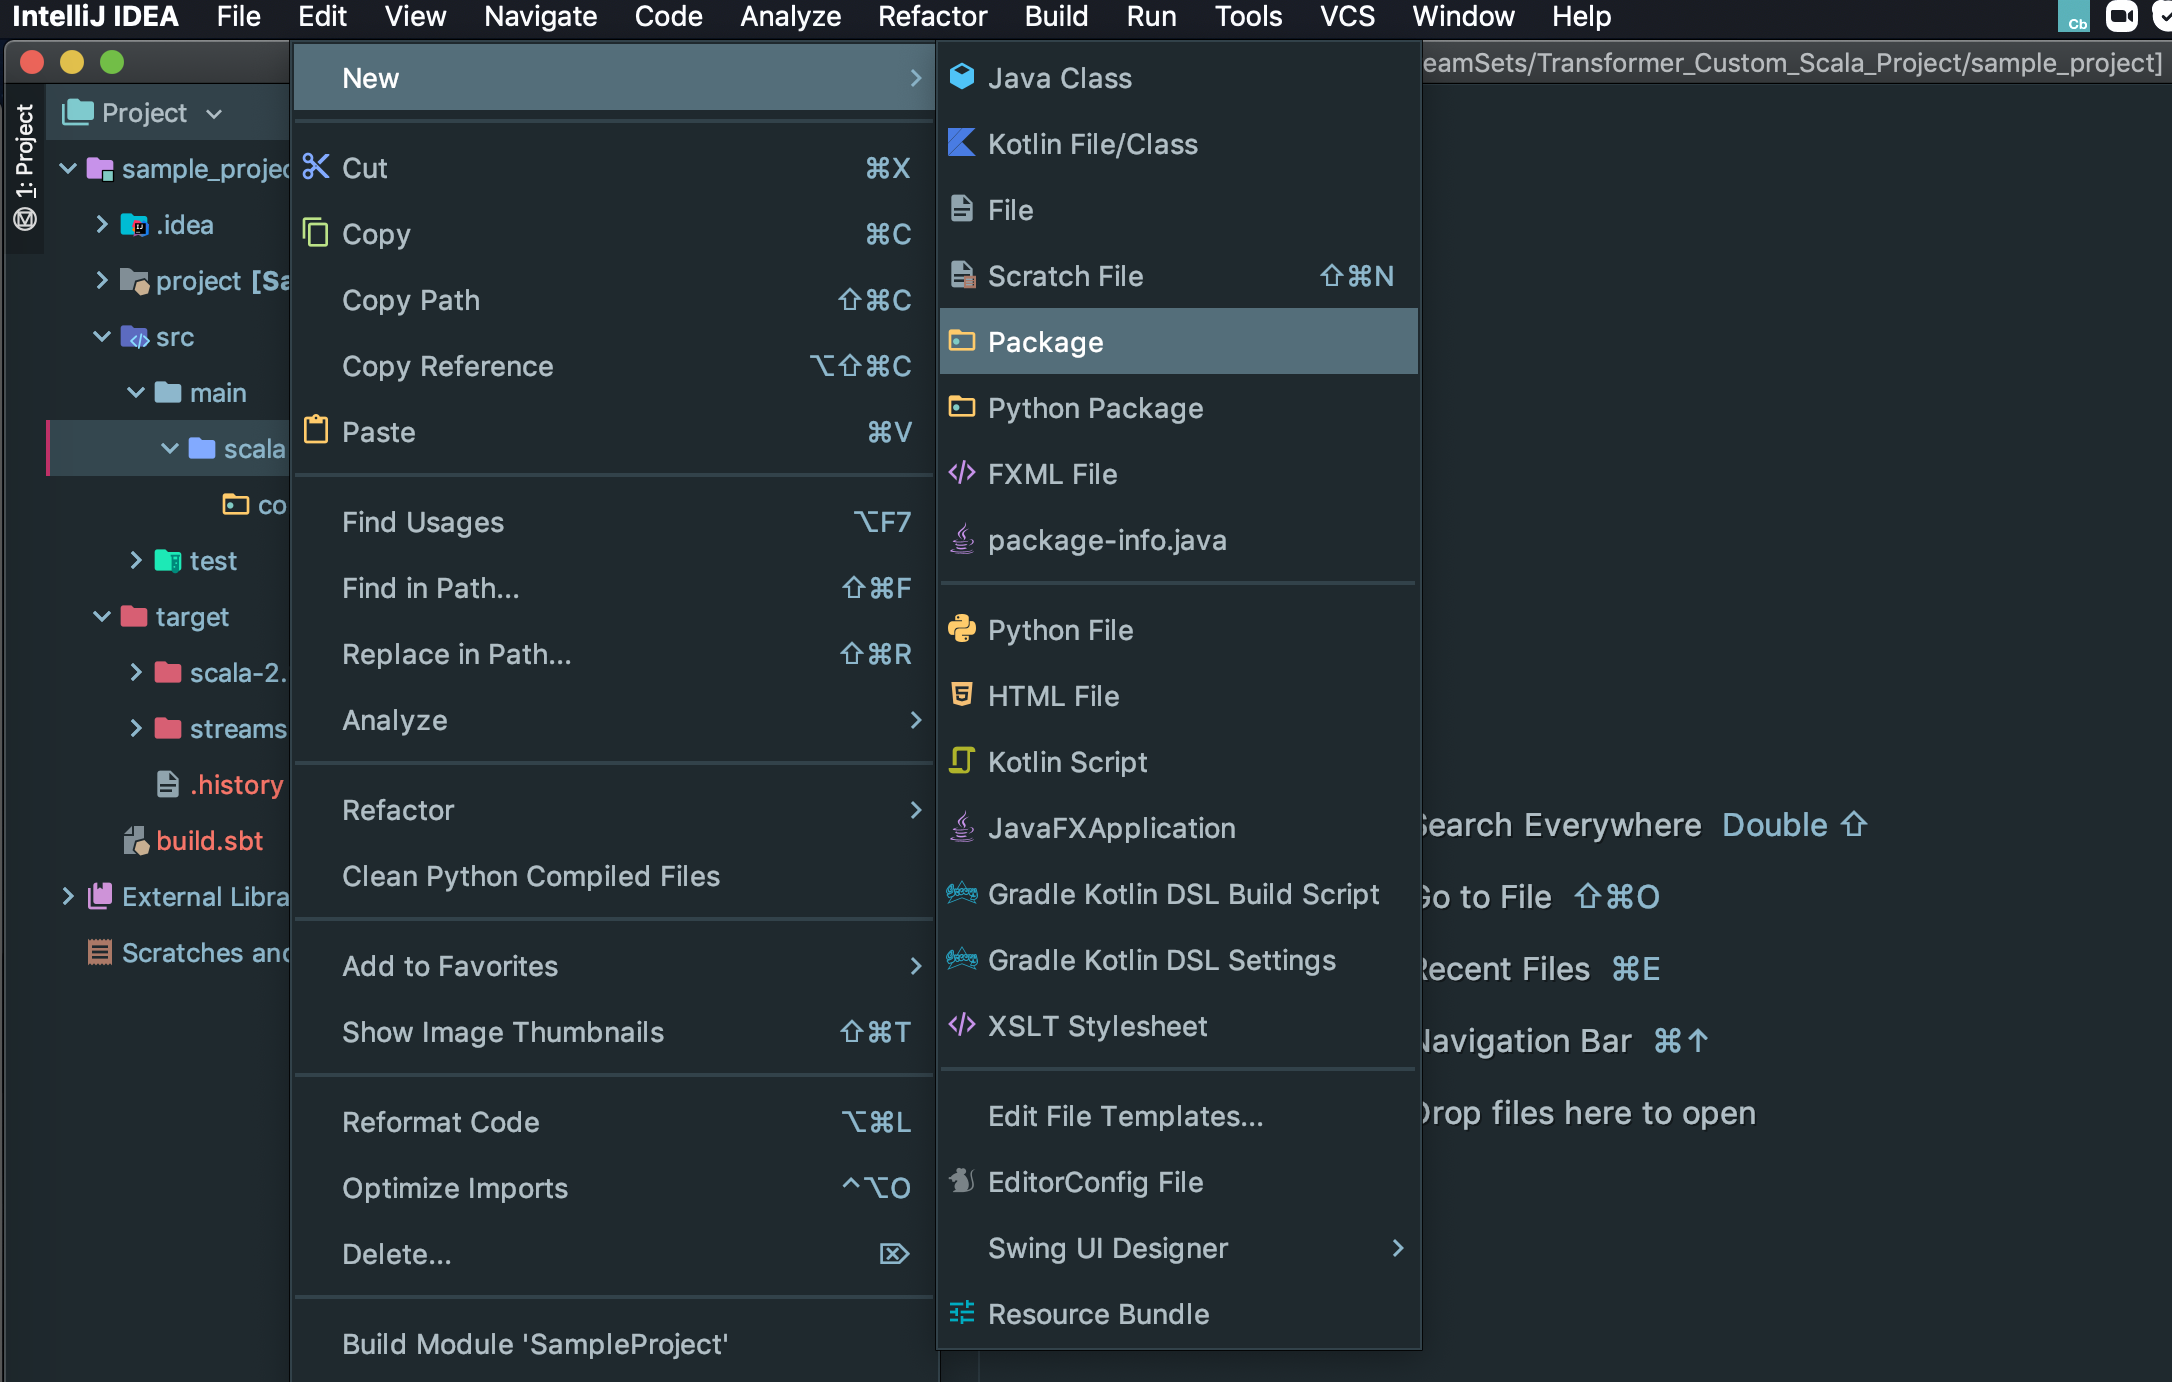 IntelliJ IDEA File Edit View Navigate Code Analyze Refactor Build Run Tools VCS Window Help Cb
eamSets/Transformer_Custom_Scala_Project/sample_project]
1: Project
Project
sample_projec
.idea
project [Sa
src
main
scala
co
test
target
scala-2.
streams
.history
build.sbt
External Libra
Scratches and
New
Cut ⌘X
Copy ⌘C
Copy Path ⇧⌘C
Copy Reference ⌥⇧⌘C
Paste ⌘V
Find Usages ⌥F7
Find in Path... ⇧⌘F
Replace in Path... ⇧⌘R
Analyze
Refactor
Clean Python Compiled Files
Add to Favorites
Show Image Thumbnails ⇧⌘T
Reformat Code ⌥⌘L
Optimize Imports ^⌥O
Delete... ⌦
Build Module 'SampleProject'
Java Class
Kotlin File/Class
File
Scratch File ⇧⌘N
Package
Python Package
FXML File
package-info.java
Python File
HTML File
Kotlin Script
JavaFXApplication
Gradle Kotlin DSL Build Script
Gradle Kotlin DSL Settings
XSLT Stylesheet
Edit File Templates...
EditorConfig File
Swing UI Designer
Resource Bundle
Search Everywhere Double ⇧
Go to File ⇧⌘O
Recent Files ⌘E
Navigation Bar ⌘↑
Drop files here to open